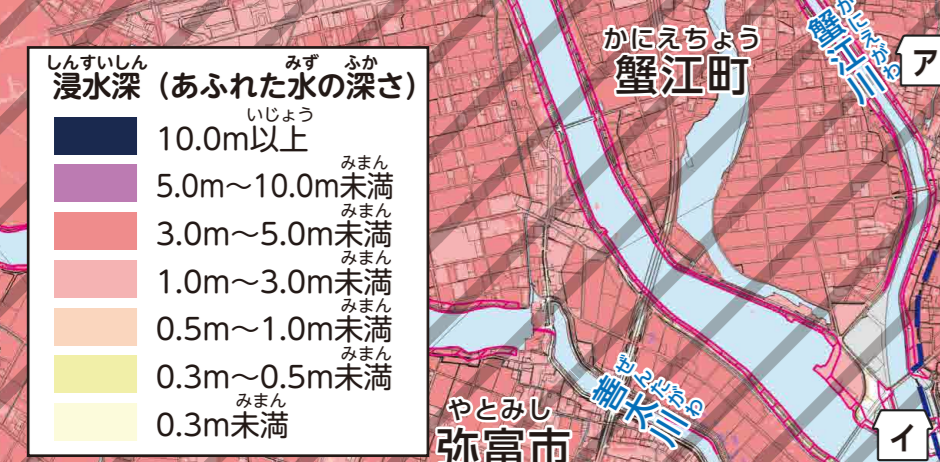 しんすいしん みず ふか
浸水深（あふれた水の深さ）
いじょう
10.0m以上
みまん
5.0m～10.0m未満
みまん
3.0m～5.0m未満
みまん
1.0m～3.0m未満
みまん
0.5m～1.0m未満
みまん
0.3m～0.5m未満
みまん
0.3m未満
かにえちょう
蟹江町
かにえがわ
蟹江川
ア
ぜんたがわ
善太川
やとみし
弥富市
イ